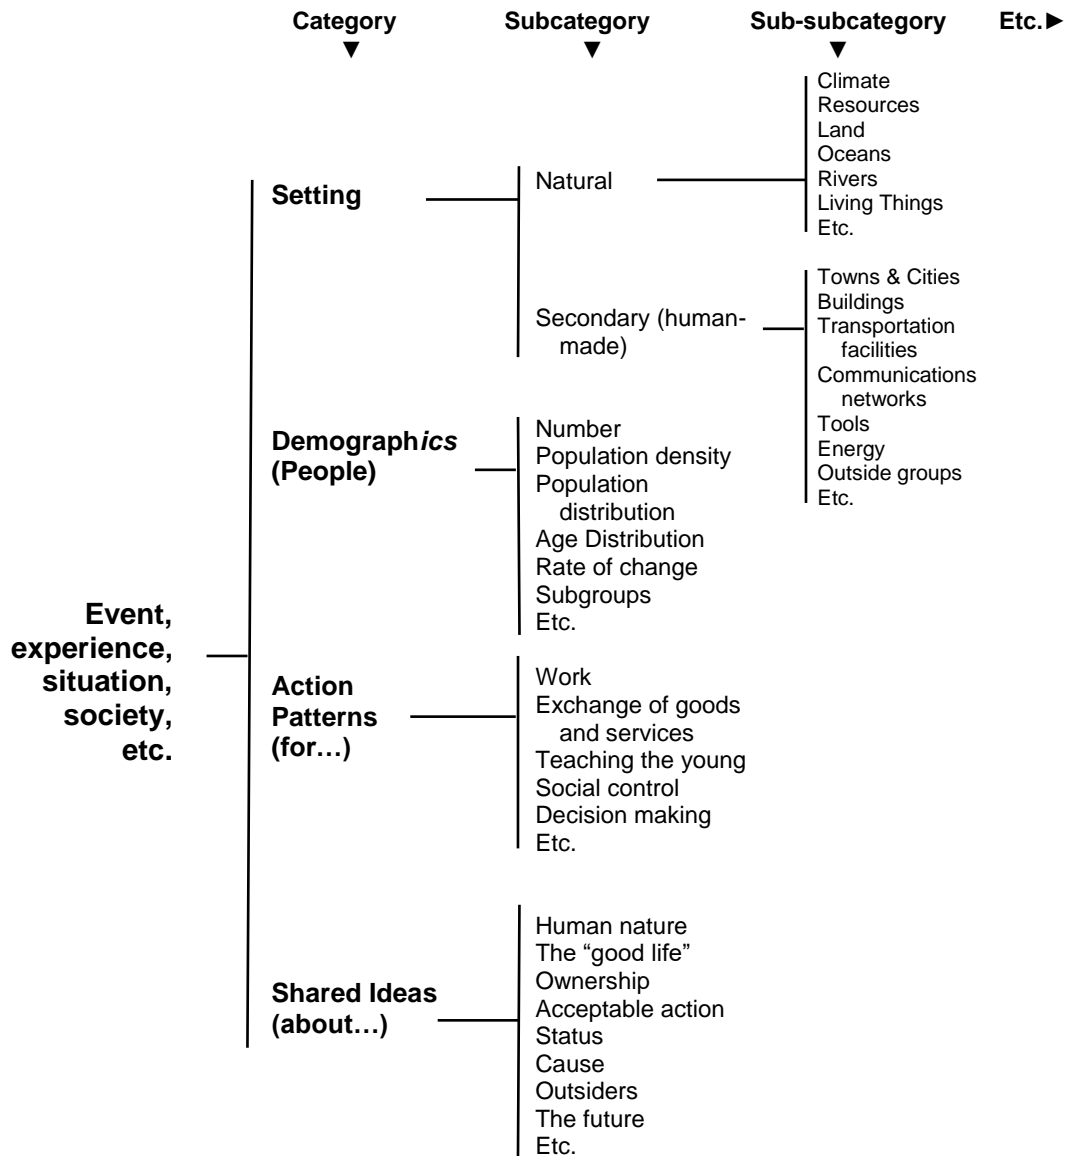 Category Subcategory Sub-subcategory Etc.►
▼ ▼ ▼
Event,
experience,
situation,
society,
etc.
Setting
Natural
Climate
Resources
Land
Oceans
Rivers
Living Things
Etc.
Secondary (human-
made)
Towns & Cities
Buildings
Transportation
facilities
Communications
networks
Tools
Energy
Outside groups
Etc.
Demographics
(People)
Number
Population density
Population
distribution
Age Distribution
Rate of change
Subgroups
Etc.
Action
Patterns
(for…)
Work
Exchange of goods
and services
Teaching the young
Social control
Decision making
Etc.
Shared Ideas
(about…)
Human nature
The “good life”
Ownership
Acceptable action
Status
Cause
Outsiders
The future
Etc.